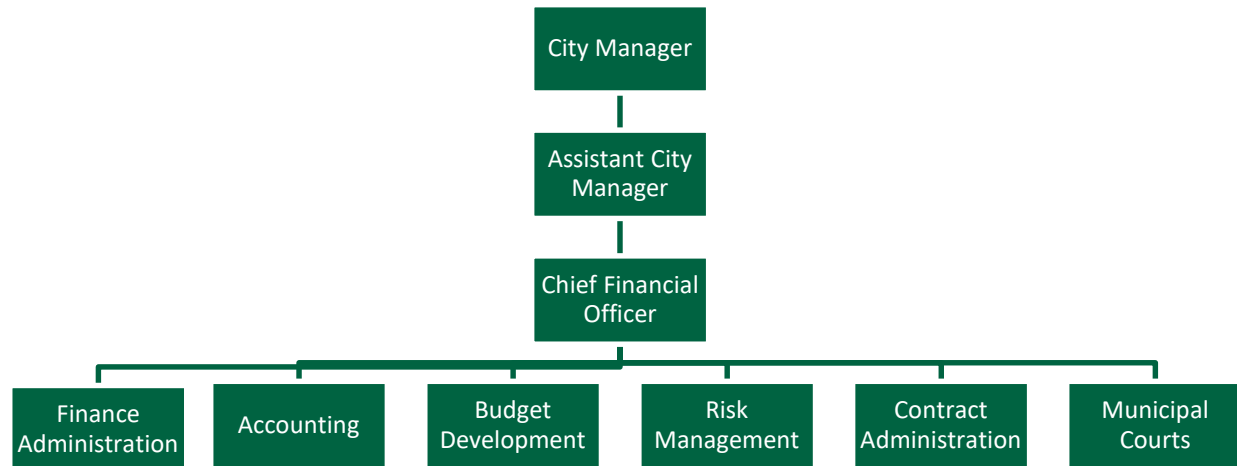 City Manager
Assistant City
Manager
Chief Financial
Officer
Finance
Administration
Accounting
Budget
Development
Risk
Management
Contract
Administration
Municipal
Courts